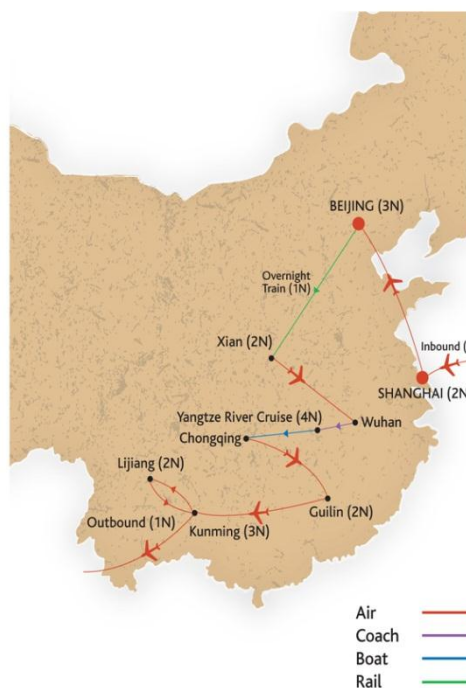 BEIJING (3N)
Overnight
Train (1N)
Xian (2N)
Inbound (
SHANGHAI (2N
Yangtze River Cruise (4N)
Wuhan
Chongqing
Lijiang (2N)
Guilin (2N)
Outbound (1N)
Kunming (3N)
Air
Coach
Boat
Rail